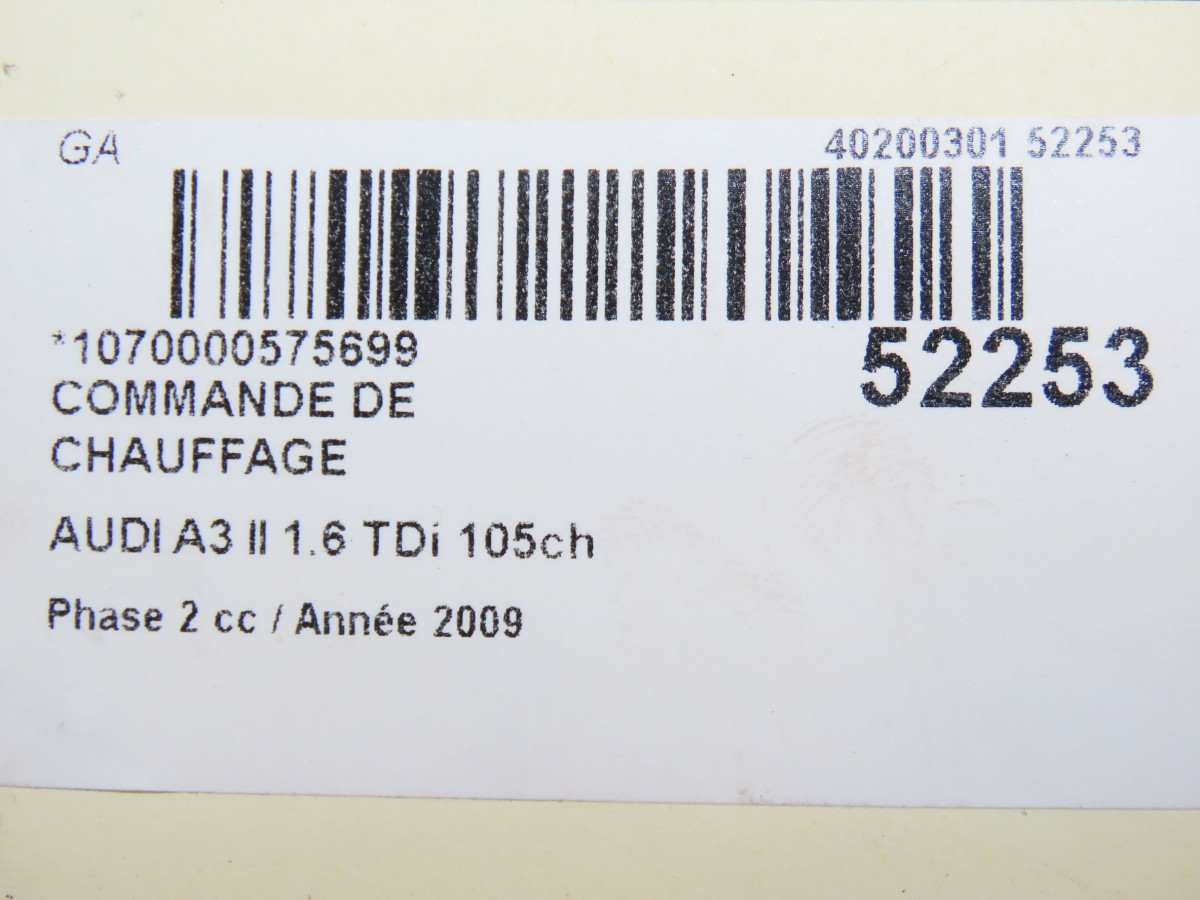 GA
40200301 52253
*1070000575699
52253
COMMANDE DE
CHAUFFAGE
AUDI A3 II 1.6 TDi 105ch
Phase 2 cc / Année 2009